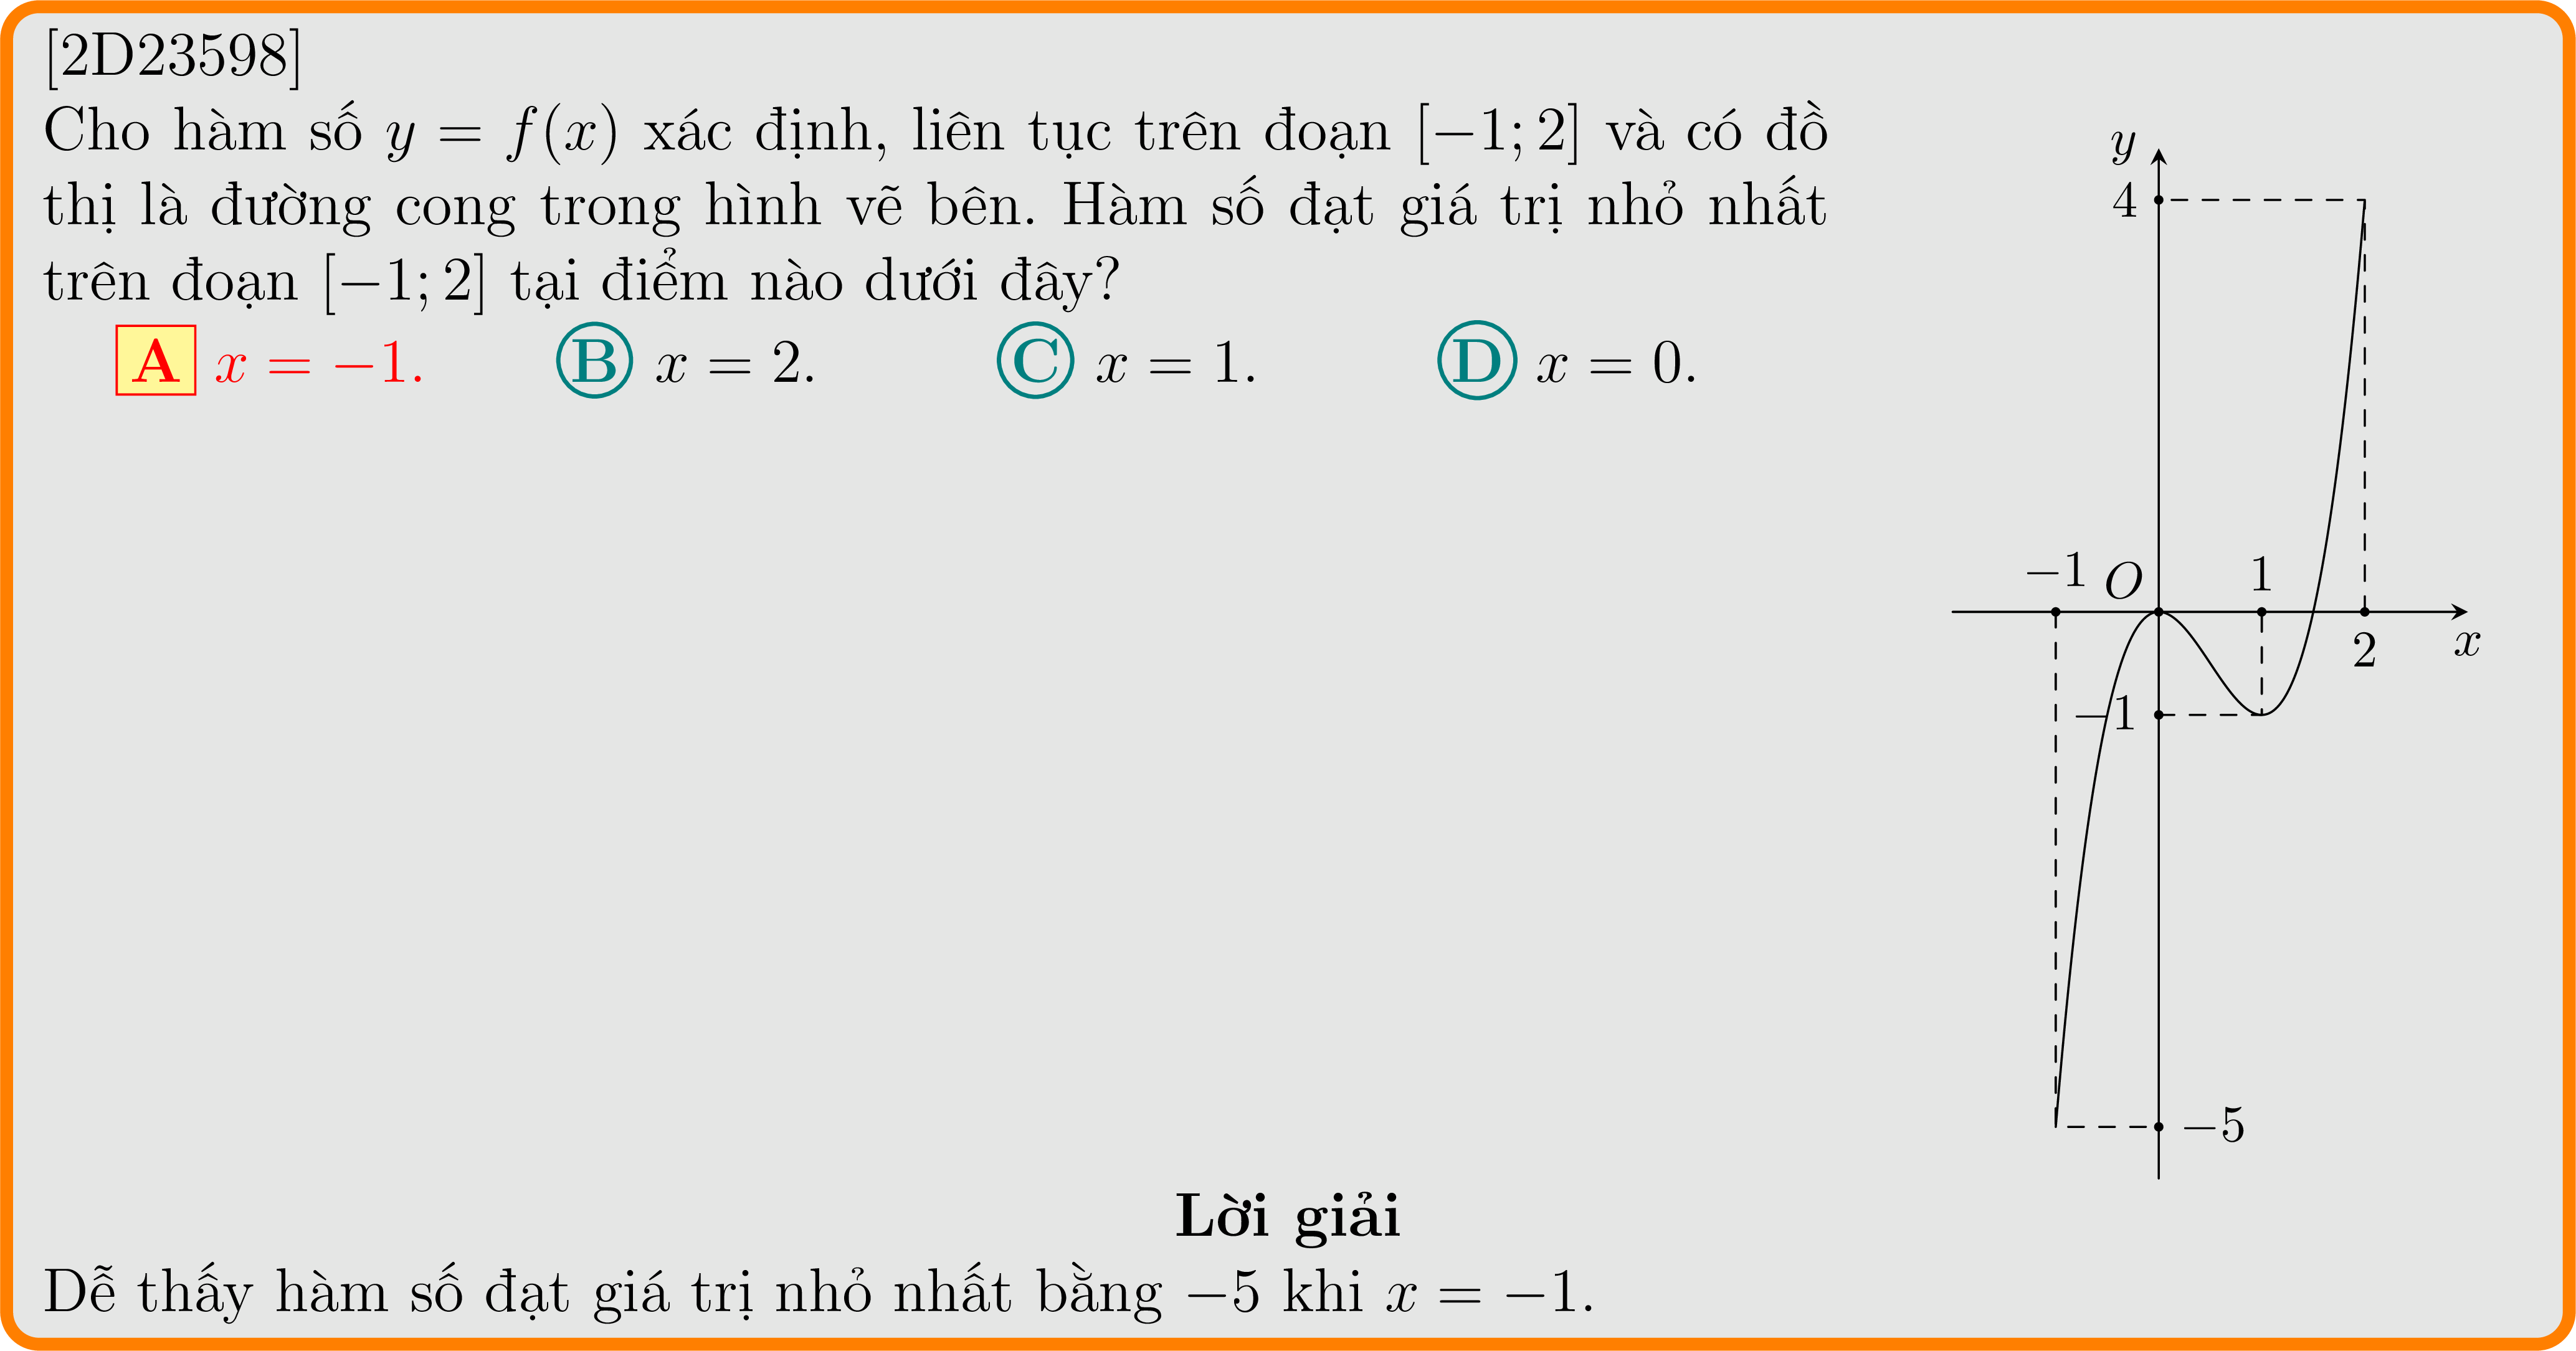 [2D23598]
Cho hàm số y = f(x) xác định, liên tục trên đoạn [−1; 2] và có đồ
thị là đường cong trong hình vẽ bên. Hàm số đạt giá trị nhỏ nhất
trên đoạn [−1; 2] tại điểm nào dưới đây?
A x = −1. B x = 2. C x = 1. D x = 0.
y
4
−1 O 1
2 x
−1
−5
Lời giải
Dễ thấy hàm số đạt giá trị nhỏ nhất bằng −5 khi x = −1.